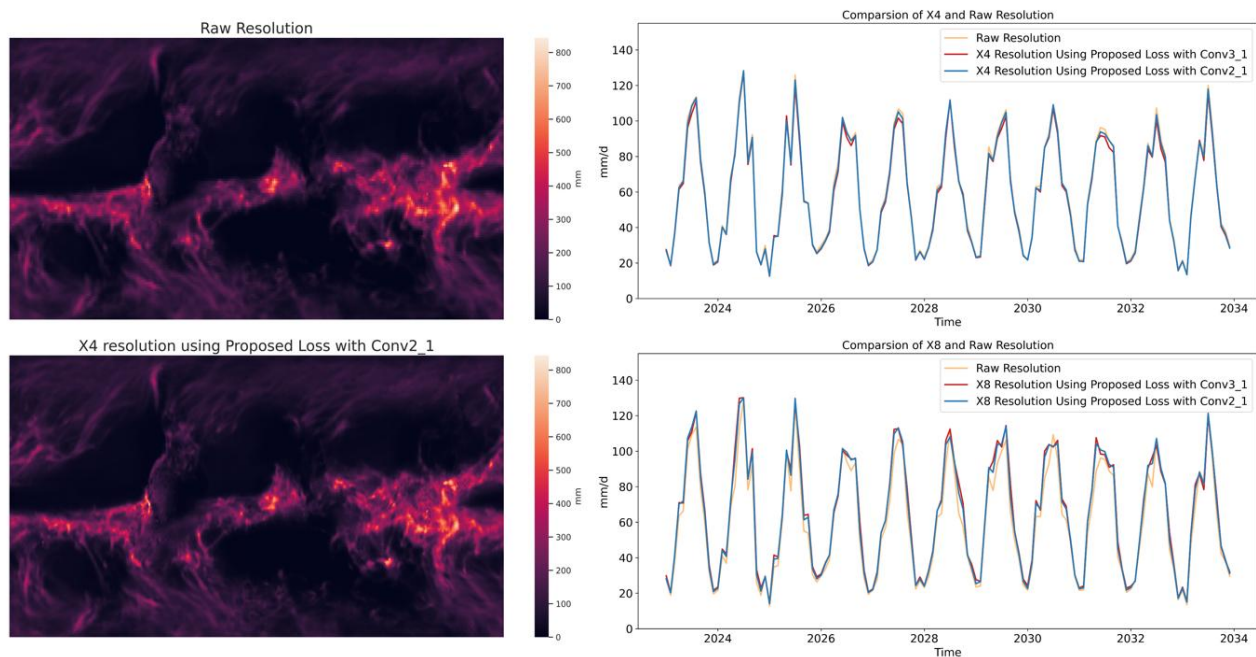 Raw Resolution
800
700
600
500
400
300
200
100
0
mm
X4 resolution using Proposed Loss with Conv2_1
800
700
600
500
400
300
200
100
0
mm
Comparsion of X4 and Raw Resolution
Raw Resolution
X4 Resolution Using Proposed Loss with Conv3_1
X4 Resolution Using Proposed Loss with Conv2_1
140
120
100
80
60
40
20
0
mm/d
2024 2026 2028 2030 2032 2034
Time
Comparsion of X8 and Raw Resolution
Raw Resolution
X8 Resolution Using Proposed Loss with Conv3_1
X8 Resolution Using Proposed Loss with Conv2_1
140
120
100
80
60
40
20
0
mm/d
2024 2026 2028 2030 2032 2034
Time